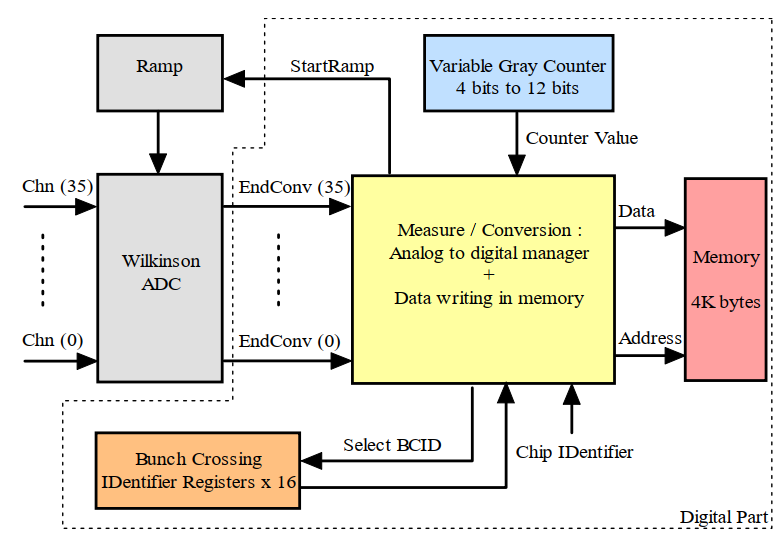 Ramp
StartRamp
Variable Gray Counter
4 bits to 12 bits
Counter Value
Chn (35)
EndConv (35)
Wilkinson
ADC
Measure / Conversion :
Analog to digital manager
+
Data writing in memory
Data
Memory
4K bytes
Address
Chn (0)
EndConv (0)
Select BCID
Chip IDentifier
Bunch Crossing
IDentifier Registers x 16
Digital Part